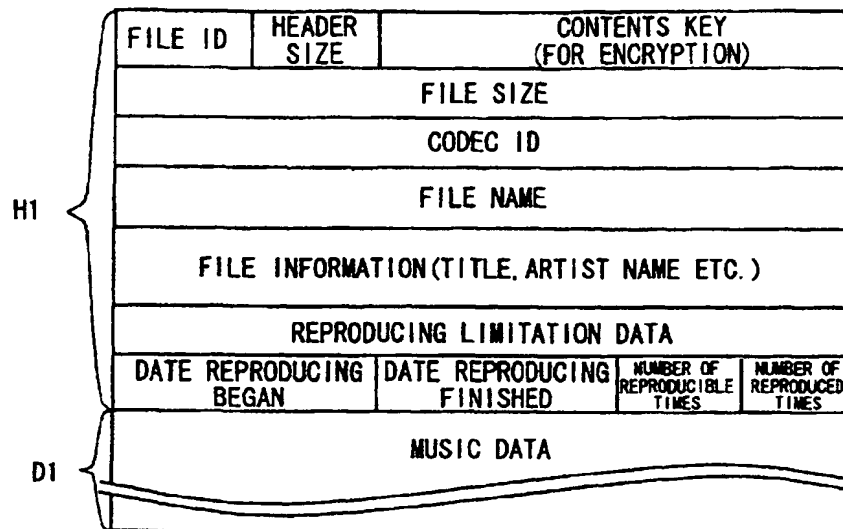 FILE ID
HEADER
SIZE
CONTENTS KEY
(FOR ENCRYPTION)
FILE SIZE
CODEC ID
FILE NAME
H1
FILE INFORMATION(TITLE, ARTIST NAME ETC.)
REPRODUCING LIMITATION DATA
DATE REPRODUCING
BEGAN
DATE REPRODUCING
FINISHED
NUMBER OF
REPRODUCIBLE
TIMES
NUMBER OF
REPRODUCED
TIMES
MUSIC DATA
D1